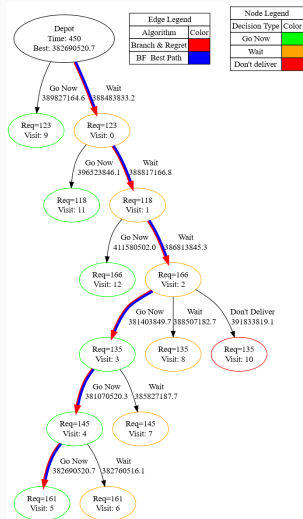 Depot
Time: 450
Best: 382690520.7
Edge Legend
Algorithm Color
Branch & Regret
BF Best Path
Node Legend
Decision Type Color
Go Now
Wait
Don't deliver
Go Now
389827164.6
Wait
388483833.2
Req=123
Visit: 9
Req=123
Visit: 0
Go Now
396523846.1
Wait
388817166.8
Req=118
Visit: 11
Req=118
Visit: 1
Go Now
411580502.0
Wait
386813845.3
Req=166
Visit: 12
Req=166
Visit: 2
Go Now
381403849.7
Wait
388507182.7
Don't Deliver
391833819.1
Req=135
Visit: 3
Req=135
Visit: 8
Req=135
Visit: 10
Go Now
381070520.3
Wait
385827187.7
Req=145
Visit: 4
Req=145
Visit: 7
Go Now
382690520.7
Wait
382760516.1
Req=161
Visit: 5
Req=161
Visit: 6